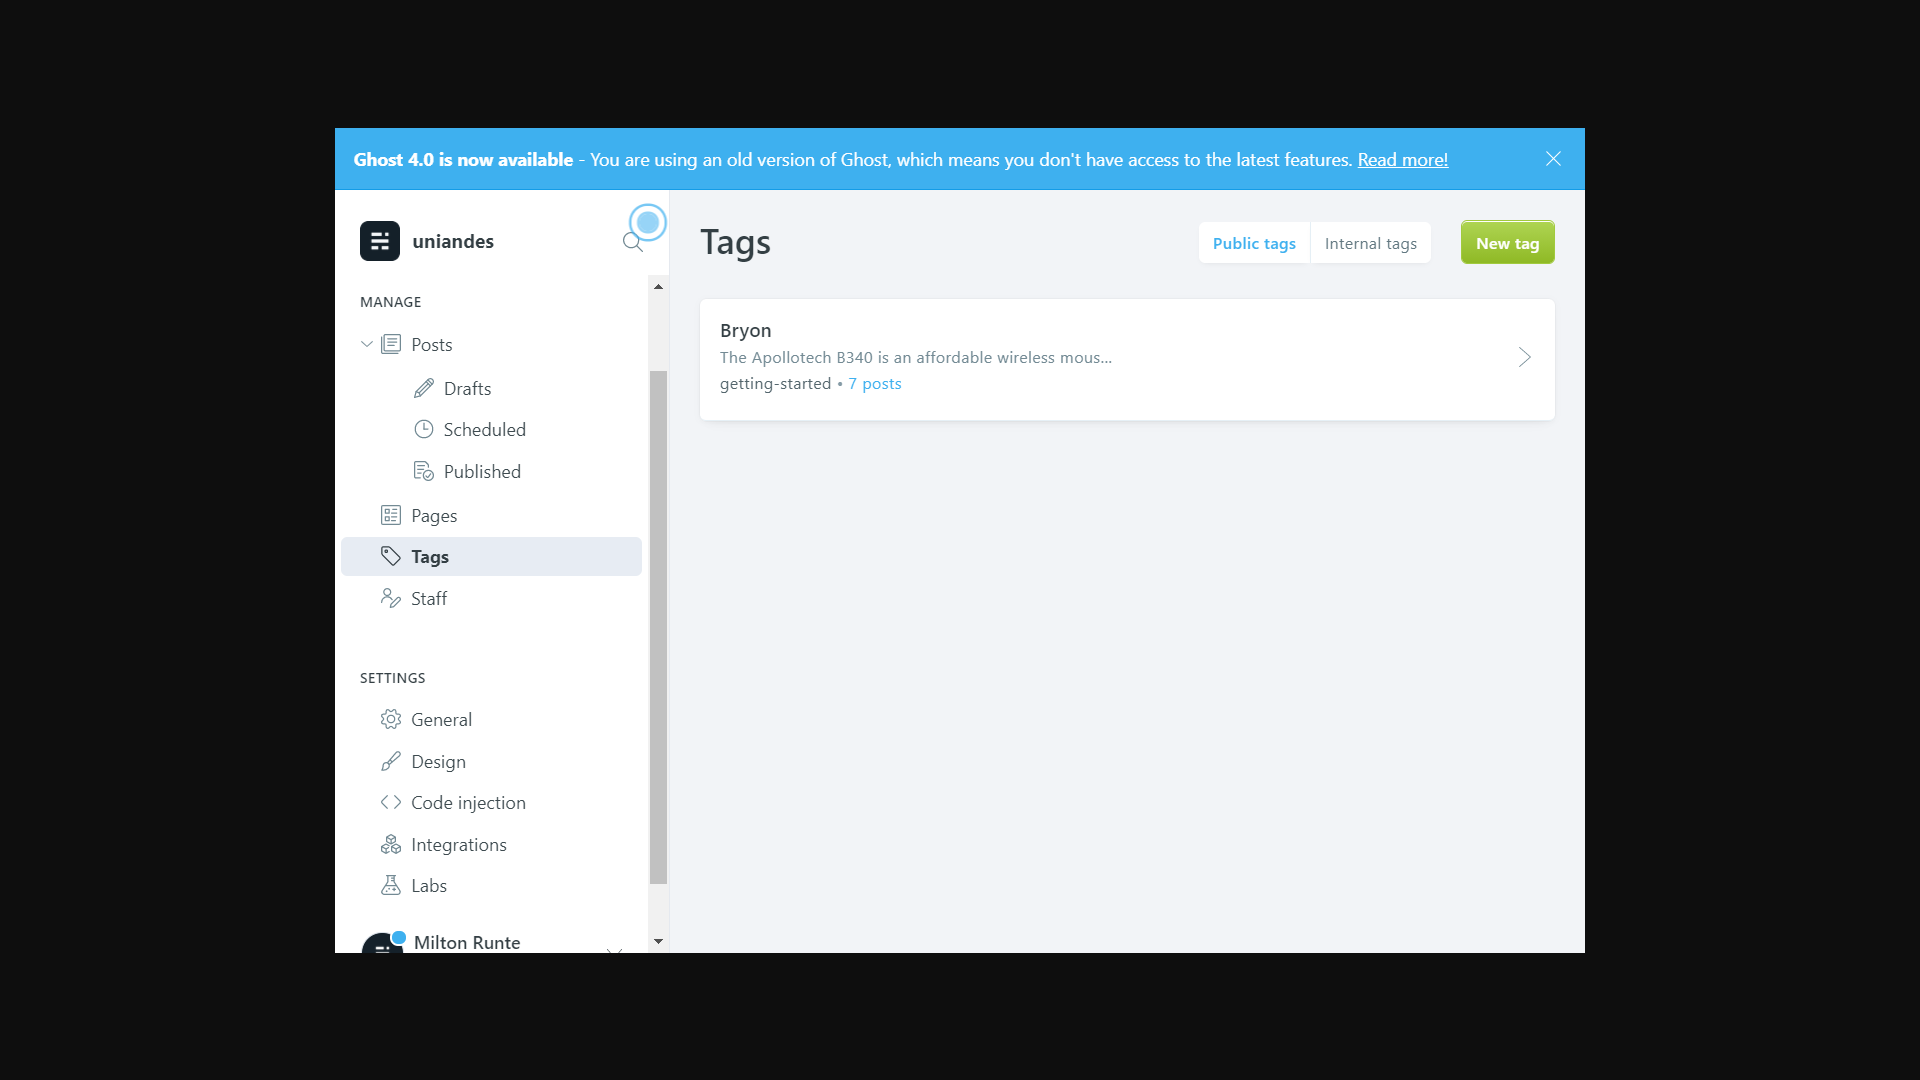 Ghost 4.0 is now available - You are using an old version of Ghost, which means you don't have access to the latest features. Read more!
uniandes
MANAGE
Posts
Drafts
Scheduled
Published
Pages
Tags
Staff
SETTINGS
General
Design
Code injection
Integrations
Labs
Milton Runte
Tags
Public tags
Internal tags
New tag
Bryon
The Apollotech B340 is an affordable wireless mous...
getting-started • 7 posts